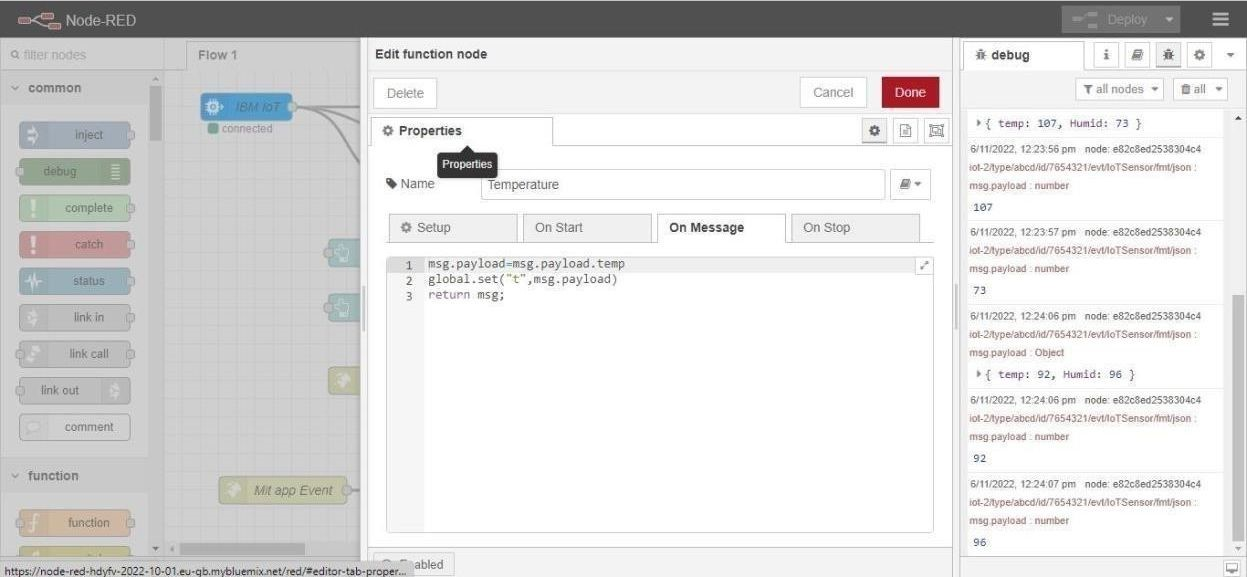 Node-RED
Deploy
filter nodes
common
inject
debug
complete
catch
status
link in
link call
link out
comment
function
function
Flow 1
IBM IoT
connected
Mit app Event
Edit function node
Delete
Cancel
Done
Properties
Properties
Name
Temperature
Setup
On Start
On Message
On Stop
1 msg.payload=msg.payload.temp
2 global.set("t",msg.payload)
3 return msg;
debug
all nodes
all
{ temp: 107, Humid: 73 }
6/11/2022, 12:23:56 pm node: e82c8ed2538304c4
iot-2/type/abcd/id/7654321/evt/IoTSensor/fmt/json :
msg.payload : number
107
6/11/2022, 12:23:57 pm node: e82c8ed2538304c4
iot-2/type/abcd/id/7654321/evt/IoTSensor/fmt/json :
msg.payload : number
73
6/11/2022, 12:24:06 pm node: e82c8ed2538304c4
iot-2/type/abcd/id/7654321/evt/IoTSensor/fmt/json :
msg.payload : Object
{ temp: 92, Humid: 96 }
6/11/2022, 12:24:06 pm node: e82c8ed2538304c4
iot-2/type/abcd/id/7654321/evt/IoTSensor/fmt/json :
msg.payload : number
92
6/11/2022, 12:24:07 pm node: e82c8ed2538304c4
iot-2/type/abcd/id/7654321/evt/IoTSensor/fmt/json :
msg.payload : number
96
https://node-red-hdyfv-2022-10-01.eu-gb.mybluemix.net/red/#editor-tab-proper...